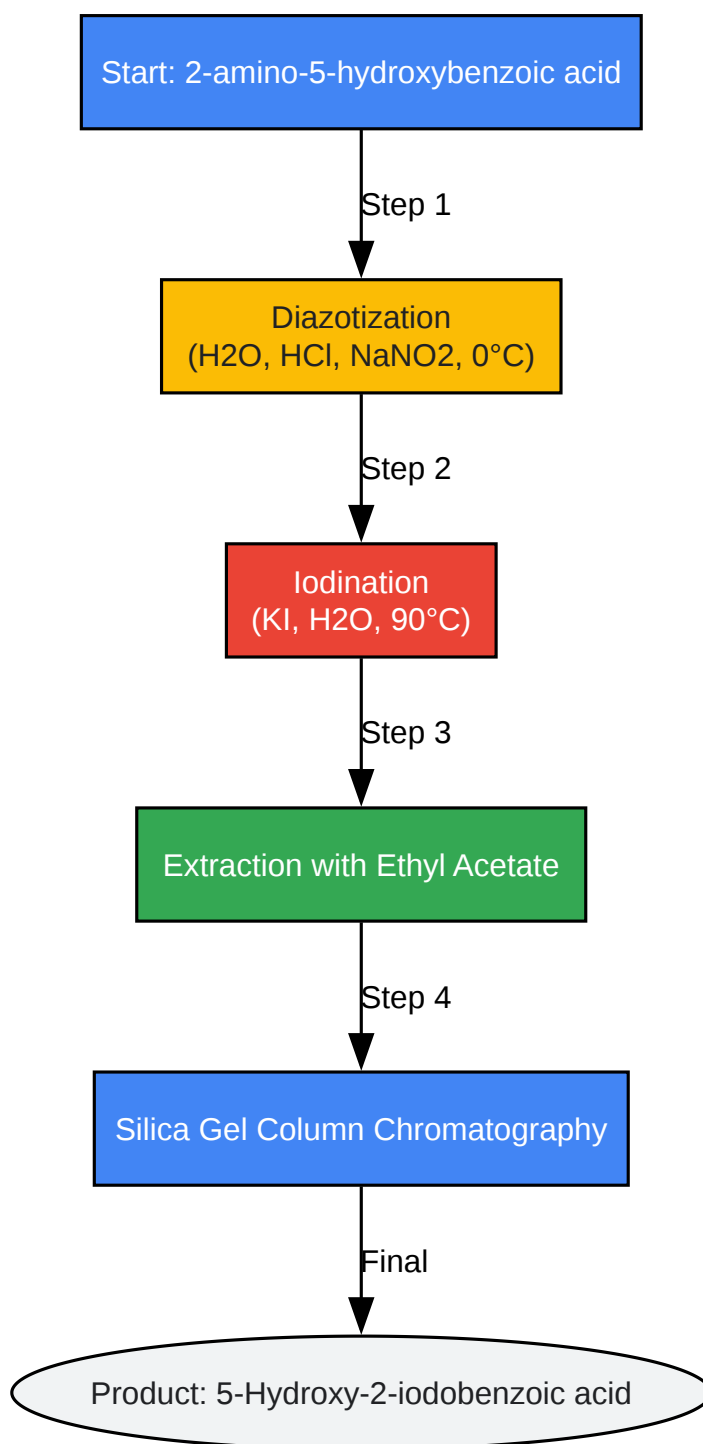 Start: 2-amino-5-hydroxybenzoic acid
Step 1
Diazotization
(H2O, HCl, NaNO2, 0°C)
Step 2
Iodination
(KI, H2O, 90°C)
Step 3
Extraction with Ethyl Acetate
Step 4
Silica Gel Column Chromatography
Final
Product: 5-Hydroxy-2-iodobenzoic acid